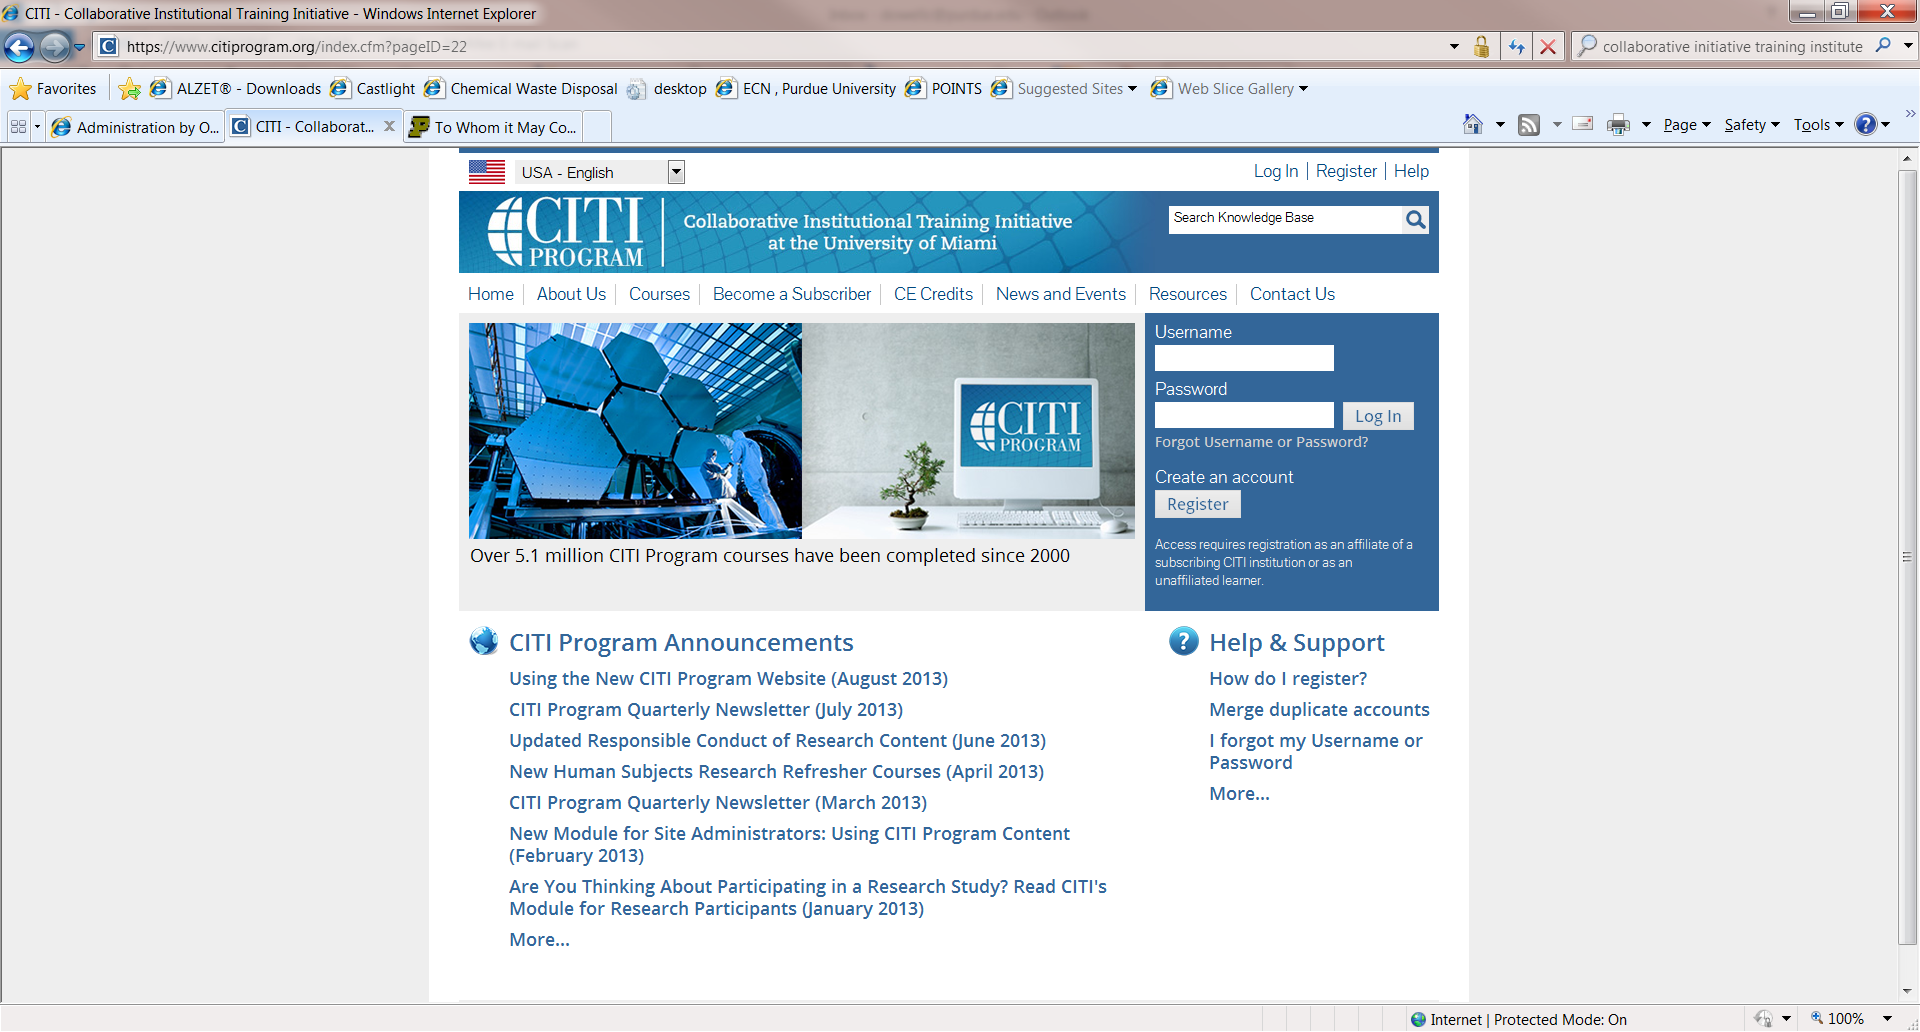 CITI - Collaborative Institutional Training Initiative - Windows Internet Explorer
https://www.citiprogram.org/index.cfm?pageID=22
collaborative initiative training institute
Favorites
ALZET® - Downloads
Castlight
Chemical Waste Disposal
desktop
ECN , Purdue University
POINTS
Suggested Sites
Web Slice Gallery
Administration by O...
CITI - Collaborat...
To Whom it May Co...
Page
Safety
Tools
USA - English
Log In | Register | Help
CITI
PROGRAM
Collaborative Institutional Training Initiative
at the University of Miami
Search Knowledge Base
Home
About Us
Courses
Become a Subscriber
CE Credits
News and Events
Resources
Contact Us
CITI
PROGRAM
Over 5.1 million CITI Program courses have been completed since 2000
Username
Password
Log In
Forgot Username or Password?
Create an account
Register
Access requires registration as an affiliate of a
subscribing CITI institution or as an
unaffiliated learner.
CITI Program Announcements
Using the New CITI Program Website (August 2013)
CITI Program Quarterly Newsletter (July 2013)
Updated Responsible Conduct of Research Content (June 2013)
New Human Subjects Research Refresher Courses (April 2013)
CITI Program Quarterly Newsletter (March 2013)
New Module for Site Administrators: Using CITI Program Content
(February 2013)
Are You Thinking About Participating in a Research Study? Read CITI's
Module for Research Participants (January 2013)
More...
Help & Support
How do I register?
Merge duplicate accounts
I forgot my Username or
Password
More...
Internet | Protected Mode: On
100%